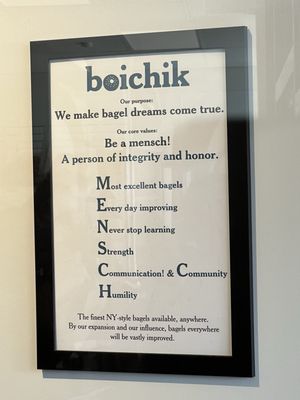 boichik
Our purpose:
We make bagel dreams come true.
Our core values:
Be a mensch!
A person of integrity and honor.
Most excellent bagels
Every day improving
Never stop learning
Strength
Communication! & Community
Humility
The finest NY-style bagels available, anywhere.
By our expansion and our influence, bagels everywhere
will be vastly improved.